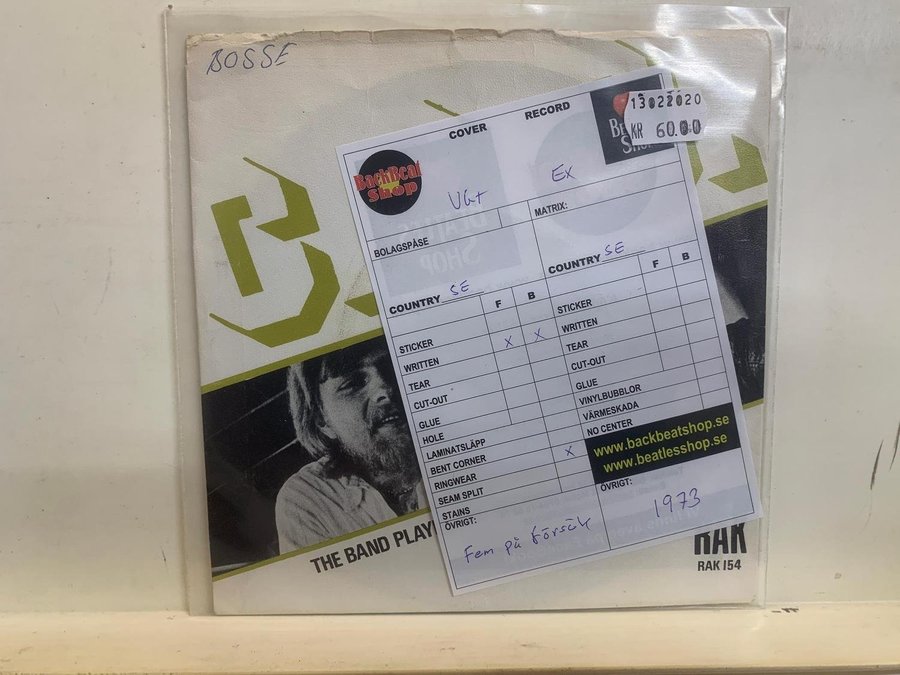 BOSSE
13022020
KR 60.00
COVER
RECORD
BackBeat
Shop
VG+
Ex
BOLAGSPÅSE
MATRIX:
COUNTRY SE
F B
STICKER
WRITTEN X X
TEAR
CUT-OUT
GLUE
HOLE
LAMINATSLÄPP
BENT CORNER
RINGWEAR X
SEAM SPLIT
STAINS
ÖVRIGT:
Fem på försök
COUNTRY SE
F B
STICKER
WRITTEN
TEAR
CUT-OUT
GLUE
VINYLBUBBLOR
VÄRMESKADA
NO CENTER
www.backbeatshop.se
www.beatlesshop.se
ÖVRIGT:
1973
THE BAND PLAY
RAK
RAK 154